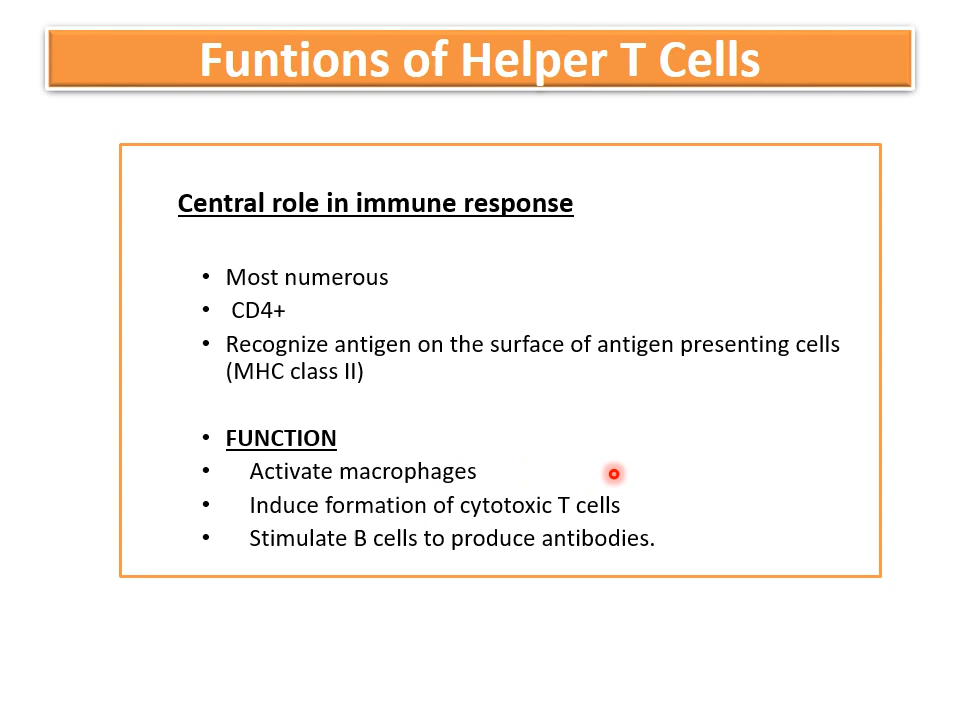 Funtions of Helper T Cells
Central role in immune response
• Most numerous
• CD4+
• Recognize antigen on the surface of antigen presenting cells
(MHC class II)
• FUNCTION
• Activate macrophages
• Induce formation of cytotoxic T cells
• Stimulate B cells to produce antibodies.